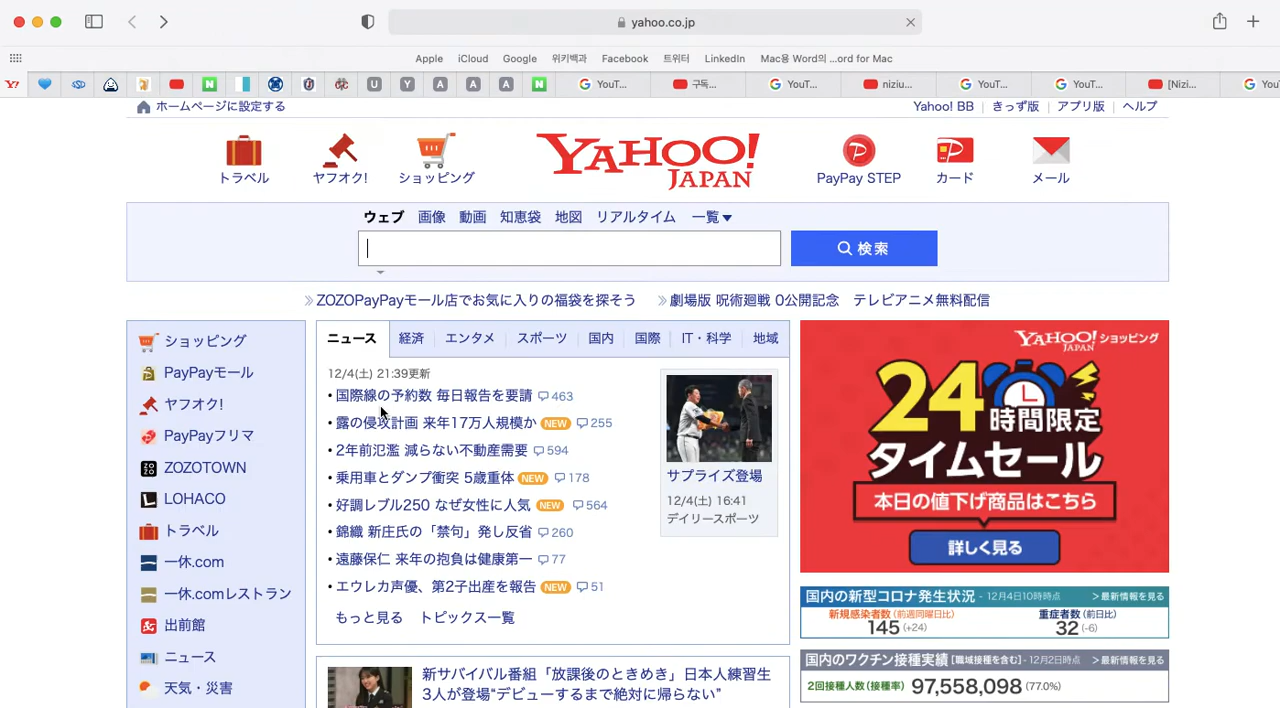 yahoo.co.jp
Apple iCloud Google 위키백과 Facebook 트위터 LinkedIn Mac용 Word의 ...ord for Mac
YouT... 구독... YouT... niziu... YouT... YouT... [Nizi... YouT
ホームページに設定する
Yahoo! BB きっず版 アプリ版 ヘルプ
トラベル ヤフオク! ショッピング YAHOO! JAPAN PayPay STEP カード メール
ウェブ 画像 動画 知恵袋 地図 リアルタイム 一覧▼
検索
ZOZOPayPayモール店でお気に入りの福袋を探そう 劇場版 呪術廻戦 0公開記念 テレビアニメ無料配信
ショッピング
PayPayモール
ヤフオク!
PayPayフリマ
ZOZOTOWN
LOHACO
トラベル
一休.com
一休.comレストラン
出前館
ニュース
天気・災害
ニュース 経済 エンタメ スポーツ 国内 国際 IT・科学 地域
12/4(土) 21:39更新
・国際線の予約数 毎日報告を要請 463
・露の侵攻計画 来年17万人規模か NEW 255
・2年前氾濫 減らない不動産需要 594
・乗用車とダンプ衝突 5歳重体 NEW 178
・好調レブル250 なぜ女性に人気 NEW 564
・錦織 新庄氏の「禁句」発し反省 260
・遠藤保仁 来年の抱負は健康第一 77
・エウレカ声優、第2子出産を報告 NEW 51
もっと見る トピックス一覧
サプライズ登場
12/4(土) 16:41
デイリースポーツ
新サバイバル番組「放課後のときめき」日本人練習生
3人が登場“デビューするまで絶対に帰らない”
YAHOO! JAPAN ショッピング
24時間限定
タイムセール
本日の値下げ商品はこちら
詳しく見る
国内の新型コロナ発生状況 - 12月4日10時時点 >最新情報を見る
新規感染者数(前週同曜日比) 重症者数(前日比)
145(+24) 32(-6)
国内のワクチン接種実績 [職域接種を含む] - 12月2日時点 >最新情報を見る
2回接種人数(接種率) 97,558,098(77.0%)